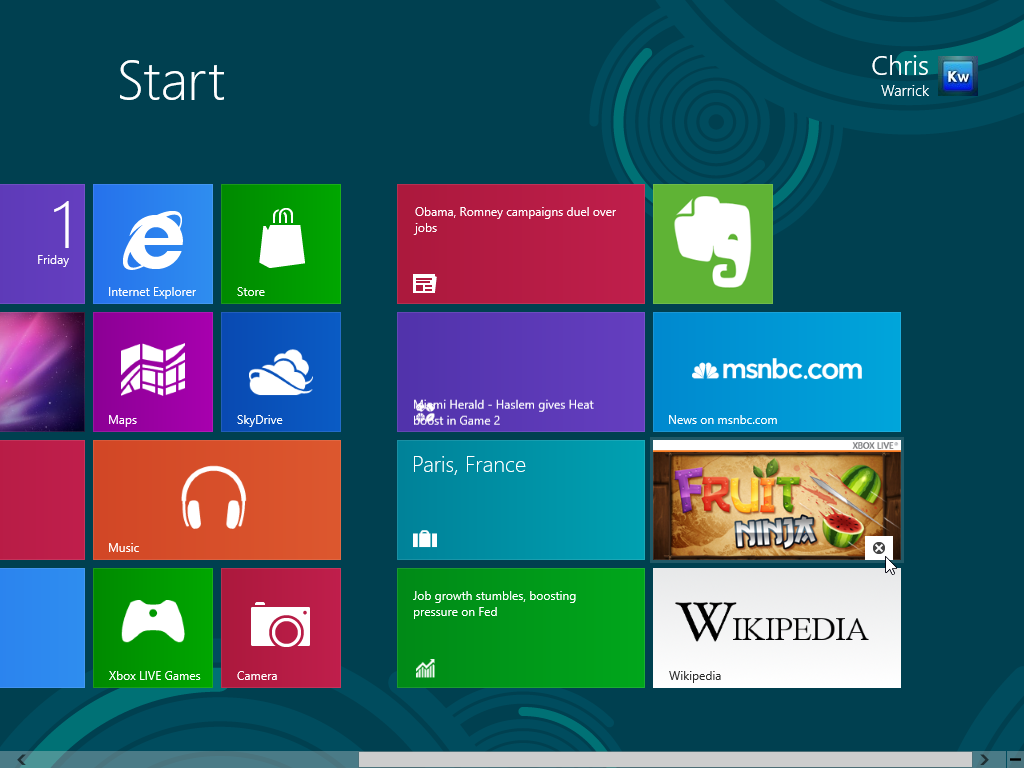 Start
Chris
Warrick
Kw
1
Friday
Internet Explorer
Store
Maps
SkyDrive
Music
Xbox LIVE Games
Camera
Obama, Romney campaigns duel over
jobs
Miami Herald - Haslem gives Heat
boost in Game 2
Paris, France
Job growth stumbles, boosting
pressure on Fed
msnbc.com
News on msnbc.com
XBOX LIVE®
FRUIT
NINJA
WIKIPEDIA
Wikipedia